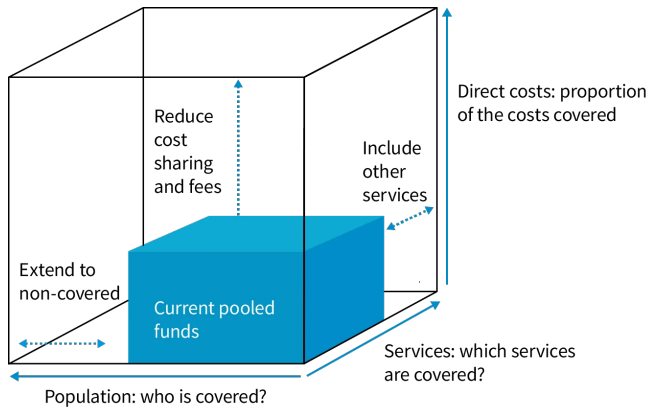 Direct costs: proportion
of the costs covered
Reduce
cost
sharing
and fees
Include
other
services
Extend to
non-covered
Current pooled
funds
Services: which services
are covered?
Population: who is covered?